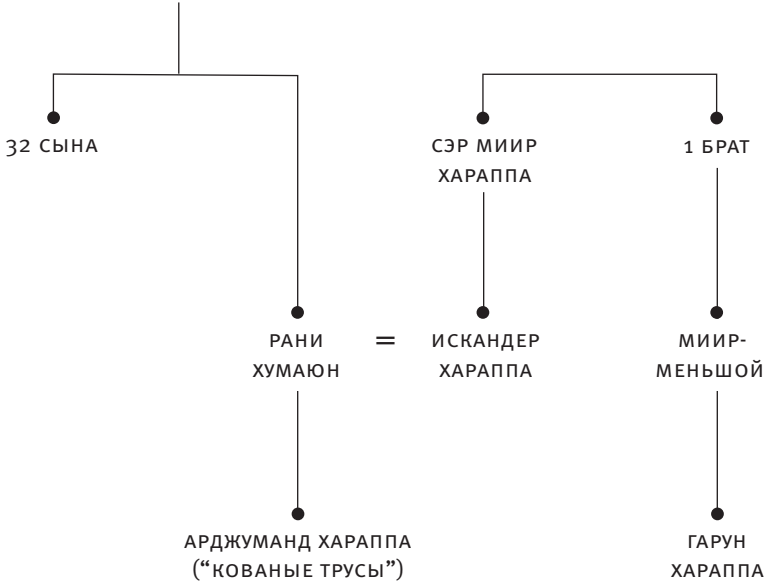 32 СЫНА
СЭР МИИР
ХАРАППА
1 БРАТ
РАНИ
ХУМАЮН
=
ИСКАНДЕР
ХАРАППА
МИИР-
МЕНЬШОЙ
АРДЖУМАНД ХАРАППА
(“КОВАНЫЕ ТРУСЫ”)
ГАРУН
ХАРАППА